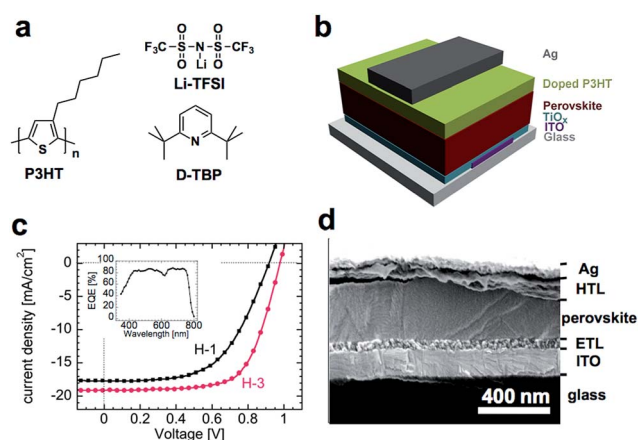 a
F₃C-S-N-S-CF₃
O O
O Li O
Li-TFSI
S
n
P3HT
N
D-TBP
b
Ag
Doped P3HT
Perovskite
TiOₓ
ITO
Glass
c
current density [mA/cm²]
0
-5
-10
-15
-20
EQE [%]
100
80
60
40
20
0
400 600 800
Wavelength [nm]
H-1
H-3
0 0.2 0.4 0.6 0.8 1
Voltage [V]
d
Ag
HTL
perovskite
ETL
ITO
glass
400 nm